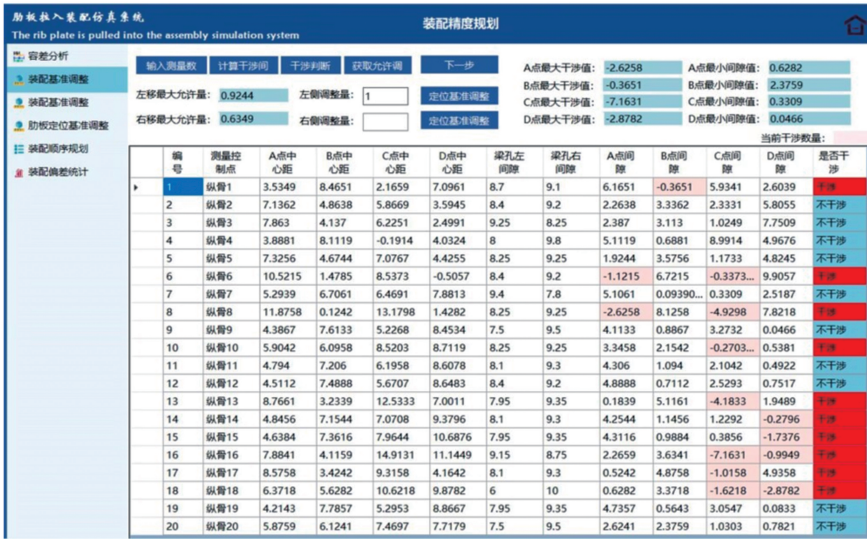 肋板拉入装配仿真系统
The rib plate is pulled into the assembly simulation system
装配精度规划
容差分析
装配基准调整
装配基准调整
肋板定位基准调整
装配顺序规划
装配偏差统计
输入测量数 计算干涉间 干涉判断 获取允许调 下一步
左移最大允许量: 0.9244 左侧调整量: 1 定位基准调整
右移最大允许量: 0.6349 右侧调整量: 定位基准调整
A点最大干涉值: -2.6258 A点最小间隙值: 0.6282
B点最大干涉值: -0.3651 B点最小间隙值: 2.3759
C点最大干涉值: -7.1631 C点最小间隙值: 0.3309
D点最大干涉值: -2.8782 D点最小间隙值: 0.0466
当前干涉数量:
编号 测量控制点 A点中心距 B点中心距 C点中心距 D点中心距 梁孔左间隙 梁孔右间隙 A点间隙 B点间隙 C点间隙 D点间隙 是否干涉
1 纵骨1 3.5349 8.4651 2.1659 7.0961 8.7 9.1 6.1651 -0.3651 5.9341 2.6039 干涉
2 纵骨2 7.1362 4.8638 5.8669 3.5945 8.4 9.2 2.2638 3.3362 2.3331 5.8055 不干涉
3 纵骨3 7.863 4.137 6.2251 2.4991 9.25 8.25 2.387 3.113 1.0249 7.7509 不干涉
4 纵骨4 3.8881 8.1119 -0.1914 4.0324 8 9.8 5.1119 0.6881 8.9914 4.9676 不干涉
5 纵骨5 7.3256 4.6744 7.0767 4.4255 8.25 9.25 1.9244 3.5756 1.1733 4.8245 不干涉
6 纵骨6 10.5215 1.4785 8.5373 -0.5057 8.4 9.2 -1.1215 6.7215 -0.3373... 9.9057 干涉
7 纵骨7 5.2939 6.7061 6.4691 7.8813 9.4 7.8 5.1061 0.09390... 0.3309 2.5187 不干涉
8 纵骨8 11.8758 0.1242 13.1798 1.4282 8.25 9.25 -2.6258 8.1258 -4.9298 7.8218 干涉
9 纵骨9 4.3867 7.6133 5.2268 8.4534 7.5 9.5 4.1133 0.8867 3.2732 0.0466 不干涉
10 纵骨10 5.9042 6.0958 8.5203 8.7119 8.25 9.25 3.3458 2.1542 -0.2703... 0.5381 干涉
11 纵骨11 4.794 7.206 6.1958 8.6078 8.1 9.3 4.306 1.094 2.1042 0.4922 不干涉
12 纵骨12 4.5112 7.4888 5.6707 8.6483 8.4 9.2 4.8888 0.7112 2.5293 0.7517 不干涉
13 纵骨13 8.7661 3.2339 12.5333 7.0011 7.95 9.35 0.1839 5.1161 -4.1833 1.9489 干涉
14 纵骨14 4.8456 7.1544 7.0708 9.3796 8.1 9.3 4.2544 1.1456 1.2292 -0.2796 干涉
15 纵骨15 4.6384 7.3616 7.9644 10.6876 7.95 9.35 4.3116 0.9884 0.3856 -1.7376 干涉
16 纵骨16 7.8841 4.1159 14.9131 11.1449 9.15 8.75 2.2659 3.6341 -7.1631 -0.9949 干涉
17 纵骨17 8.5758 3.4242 9.3158 4.1642 8.1 9.3 0.5242 4.8758 -1.0158 4.9358 干涉
18 纵骨18 6.3718 5.6282 10.6218 9.8782 6 10 0.6282 3.3718 -1.6218 -2.8782 干涉
19 纵骨19 4.2143 7.7857 5.2953 8.8667 7.95 9.35 4.7357 0.5643 3.0547 0.0833 不干涉
20 纵骨20 5.8759 6.1241 7.4697 7.7179 7.5 9.5 2.6241 2.3759 1.0303 0.7821 不干涉